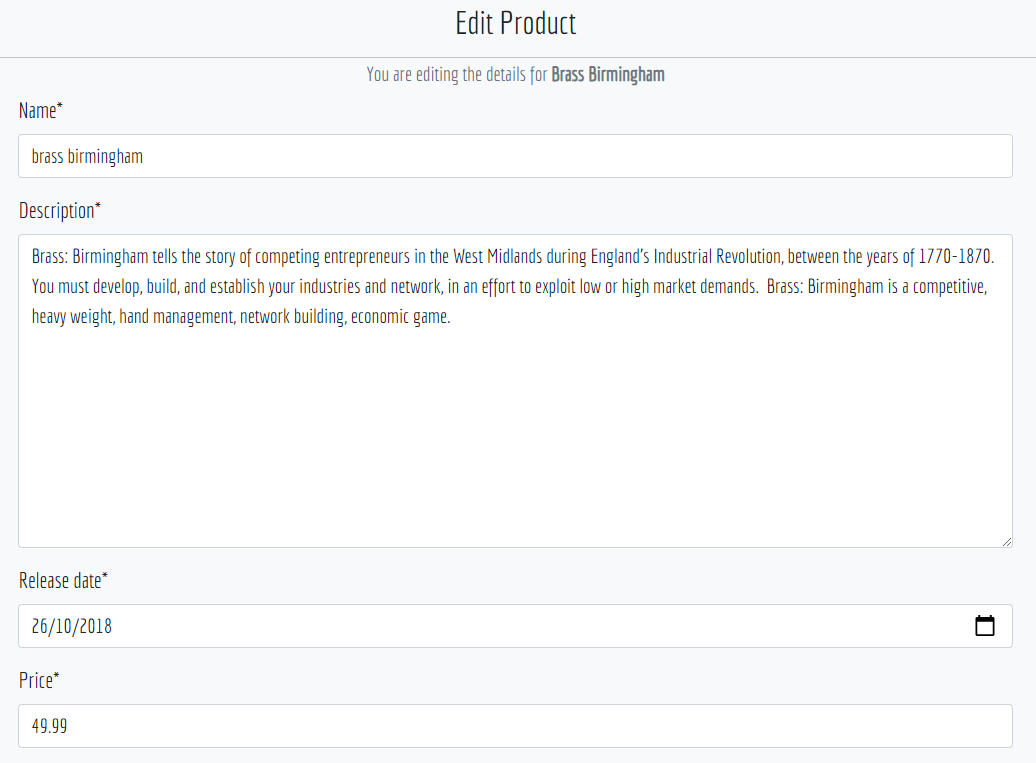 Edit Product
You are editing the details for Brass Birmingham
Name*
brass birmingham
Description*
Brass: Birmingham tells the story of competing entrepreneurs in the West Midlands during England's Industrial Revolution, between the years of 1770-1870.
You must develop, build, and establish your industries and network, in an effort to exploit low or high market demands.  Brass: Birmingham is a competitive,
heavy weight, hand management, network building, economic game.
Release date*
26/10/2018
Price*
49.99